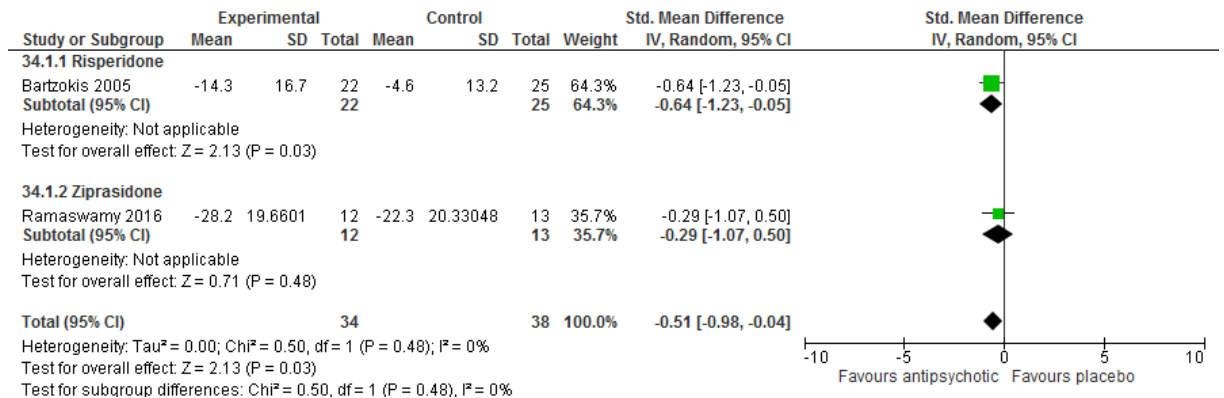 Experimental Control Std. Mean Difference Std. Mean Difference
Study or Subgroup Mean SD Total Mean SD Total Weight IV, Random, 95% CI IV, Random, 95% CI
34.1.1 Risperidone
Bartzokis 2005 -14.3 16.7 22 -4.6 13.2 25 64.3% -0.64 [-1.23, -0.05]
Subtotal (95% CI) 22 25 64.3% -0.64 [-1.23, -0.05]
Heterogeneity: Not applicable
Test for overall effect: Z = 2.13 (P = 0.03)
34.1.2 Ziprasidone
Ramaswamy 2016 -28.2 19.6601 12 -22.3 20.33048 13 35.7% -0.29 [-1.07, 0.50]
Subtotal (95% CI) 12 13 35.7% -0.29 [-1.07, 0.50]
Heterogeneity: Not applicable
Test for overall effect: Z = 0.71 (P = 0.48)
Total (95% CI) 34 38 100.0% -0.51 [-0.98, -0.04]
Heterogeneity: Tau² = 0.00; Chi² = 0.50, df = 1 (P = 0.48); I² = 0%
Test for overall effect: Z = 2.13 (P = 0.03)
Test for subgroup differences: Chi² = 0.50, df = 1 (P = 0.48), I² = 0%
-10 -5 0 5 10
Favours antipsychotic Favours placebo